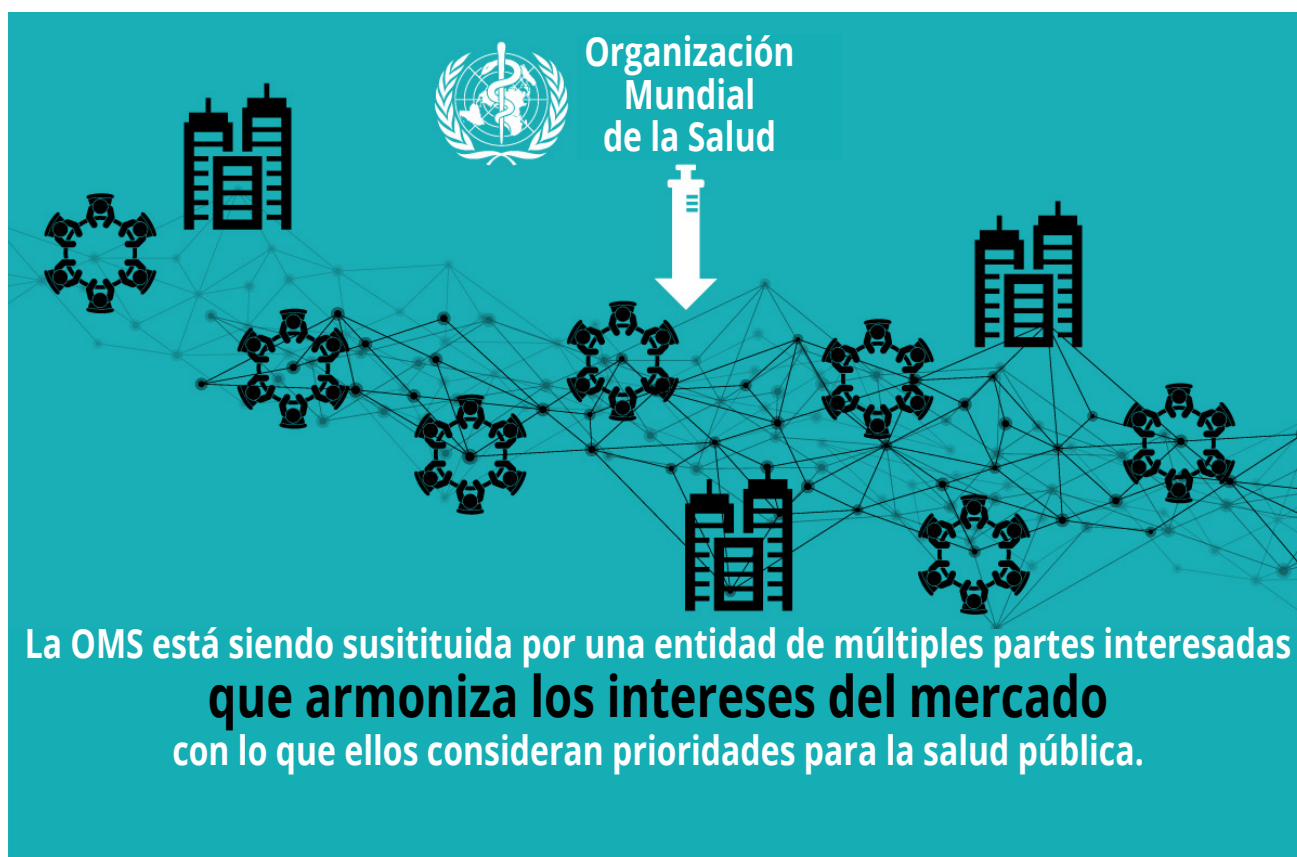 Organización
Mundial
de la Salud
La OMS está siendo susitituida por una entidad de múltiples partes interesadas
que armoniza los intereses del mercado
con lo que ellos consideran prioridades para la salud pública.